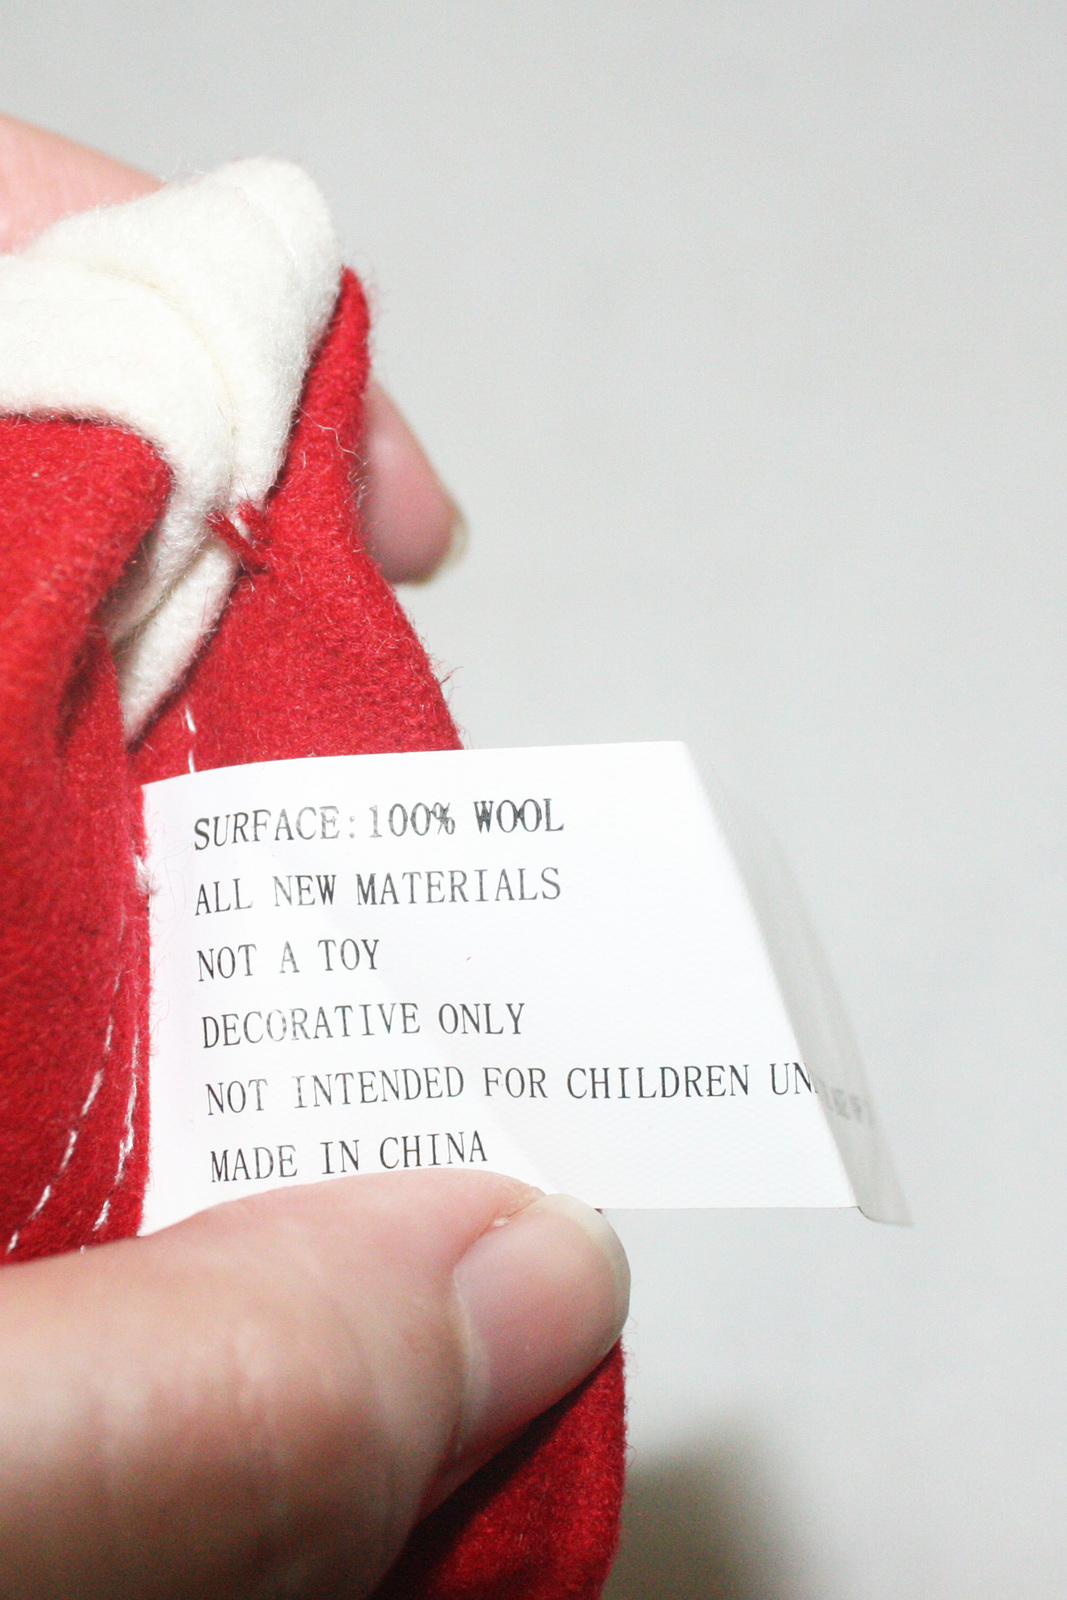 SURFACE:100% WOOL
ALL NEW MATERIALS
NOT A TOY
DECORATIVE ONLY
NOT INTENDED FOR CHILDREN
MADE IN CHINA